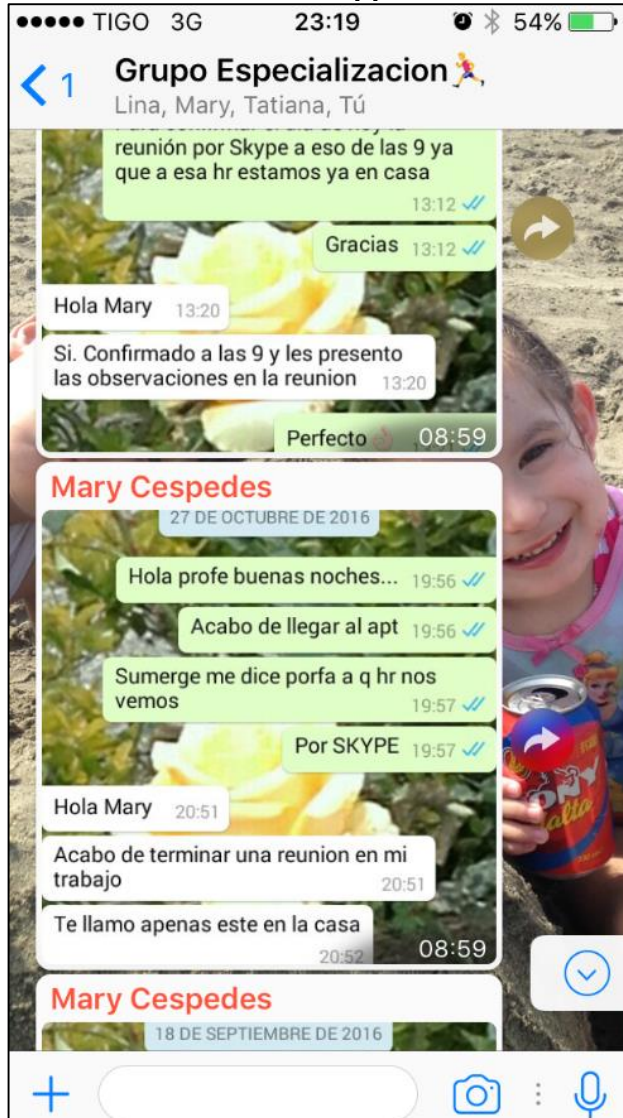 TIGO 3G 23:19 54%
1 Grupo Especializacion
Lina, Mary, Tatiana, Tú
reunión por Skype a eso de las 9 ya
que a esa hr estamos ya en casa
13:12
Gracias 13:12
Hola Mary 13:20
Si. Confirmado a las 9 y les presento
las observaciones en la reunion 13:20
Perfecto 08:59
Mary Cespedes
27 DE OCTUBRE DE 2016
Hola profe buenas noches... 19:56
Acabo de llegar al apt 19:56
Sumerge me dice porfa a q hr nos
vemos 19:57
Por SKYPE 19:57
PONY
Malta
Hola Mary 20:51
Acabo de terminar una reunion en mi
trabajo 20:51
Te llamo apenas este en la casa
20:52 08:59
Mary Cespedes
18 DE SEPTIEMBRE DE 2016